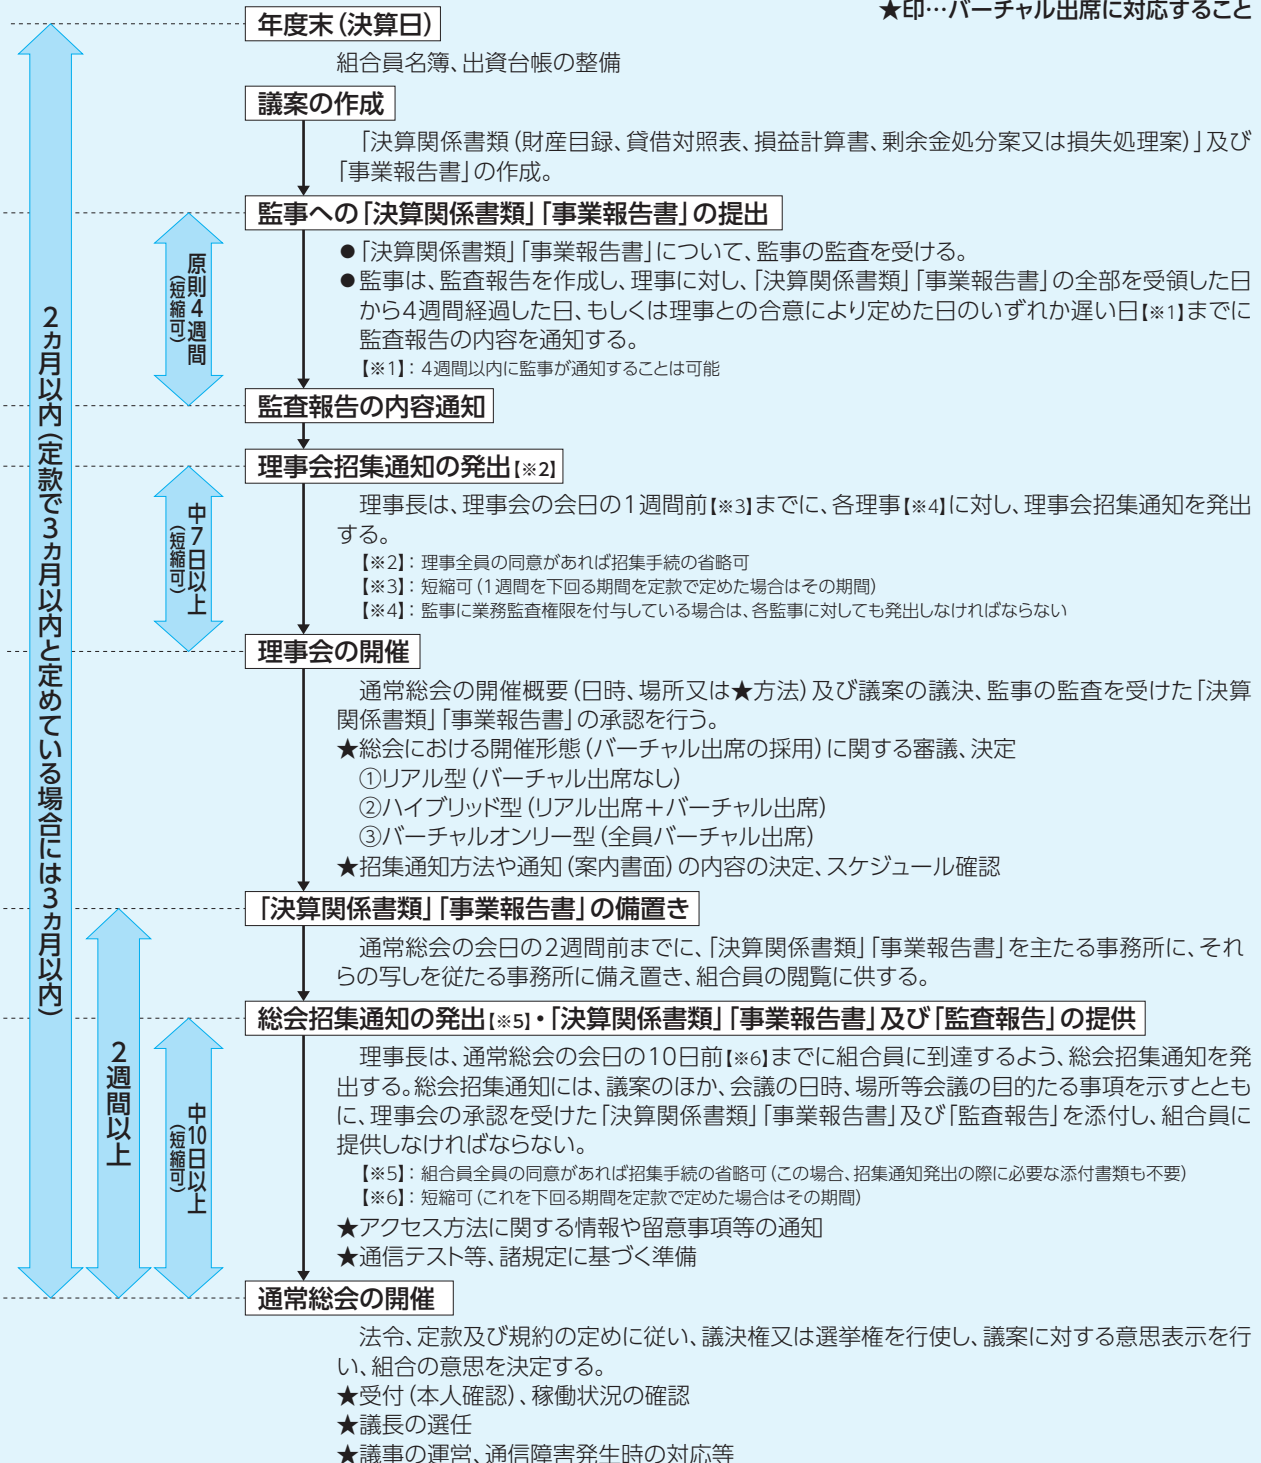 ★印…バーチャル出席に対応すること
年度末（決算日）
組合員名簿、出資台帳の整備
議案の作成
「決算関係書類（財産目録、貸借対照表、損益計算書、剰余金処分案又は損失処理案）」及び
「事業報告書」の作成。
監事への「決算関係書類」「事業報告書」の提出
●「決算関係書類」「事業報告書」について、監事の監査を受ける。
●監事は、監査報告を作成し、理事に対し、「決算関係書類」「事業報告書」の全部を受領した日
から4週間経過した日、もしくは理事との合意により定めた日のいずれか遅い日【※1】までに
監査報告の内容を通知する。
【※1】：4週間以内に監事が通知することは可能
原則4週間
（短縮可）
監査報告の内容通知
理事会招集通知の発出【※2】
理事長は、理事会の会日の1週間前【※3】までに、各理事【※4】に対し、理事会招集通知を発出
する。
【※2】：理事全員の同意があれば招集手続の省略可
【※3】：短縮可（1週間を下回る期間を定款で定めた場合はその期間）
【※4】：監事に業務監査権限を付与している場合は、各監事に対しても発出しなければならない
中7日以上
（短縮可）
理事会の開催
通常総会の開催概要（日時、場所又は★方法）及び議案の議決、監事の監査を受けた「決算
関係書類」「事業報告書」の承認を行う。
★総会における開催形態（バーチャル出席の採用）に関する審議、決定
①リアル型（バーチャル出席なし）
②ハイブリッド型（リアル出席＋バーチャル出席）
③バーチャルオンリー型（全員バーチャル出席）
★招集通知方法や通知（案内書面）の内容の決定、スケジュール確認
2ヵ月以内（定款で3ヵ月以内と定めている場合には3ヵ月以内）
「決算関係書類」「事業報告書」の備置き
通常総会の会日の2週間前までに、「決算関係書類」「事業報告書」を主たる事務所に、それ
らの写しを従たる事務所に備え置き、組合員の閲覧に供する。
総会招集通知の発出【※5】・「決算関係書類」「事業報告書」及び「監査報告」の提供
理事長は、通常総会の会日の10日前【※6】までに組合員に到達するよう、総会招集通知を発
出する。総会招集通知には、議案のほか、会議の日時、場所等会議の目的たる事項を示すととも
に、理事会の承認を受けた「決算関係書類」「事業報告書」及び「監査報告」を添付し、組合員に
提供しなければならない。
【※5】：組合員全員の同意があれば招集手続の省略可（この場合、招集通知発出の際に必要な添付書類も不要）
【※6】：短縮可（これを下回る期間を定款で定めた場合はその期間）
★アクセス方法に関する情報や留意事項等の通知
★通信テスト等、諸規定に基づく準備
2週間以上
中10日以上
（短縮可）
通常総会の開催
法令、定款及び規約の定めに従い、議決権又は選挙権を行使し、議案に対する意思表示を行
い、組合の意思を決定する。
★受付（本人確認）、稼働状況の確認
★議長の選任
★議事の運営、通信障害発生時の対応等